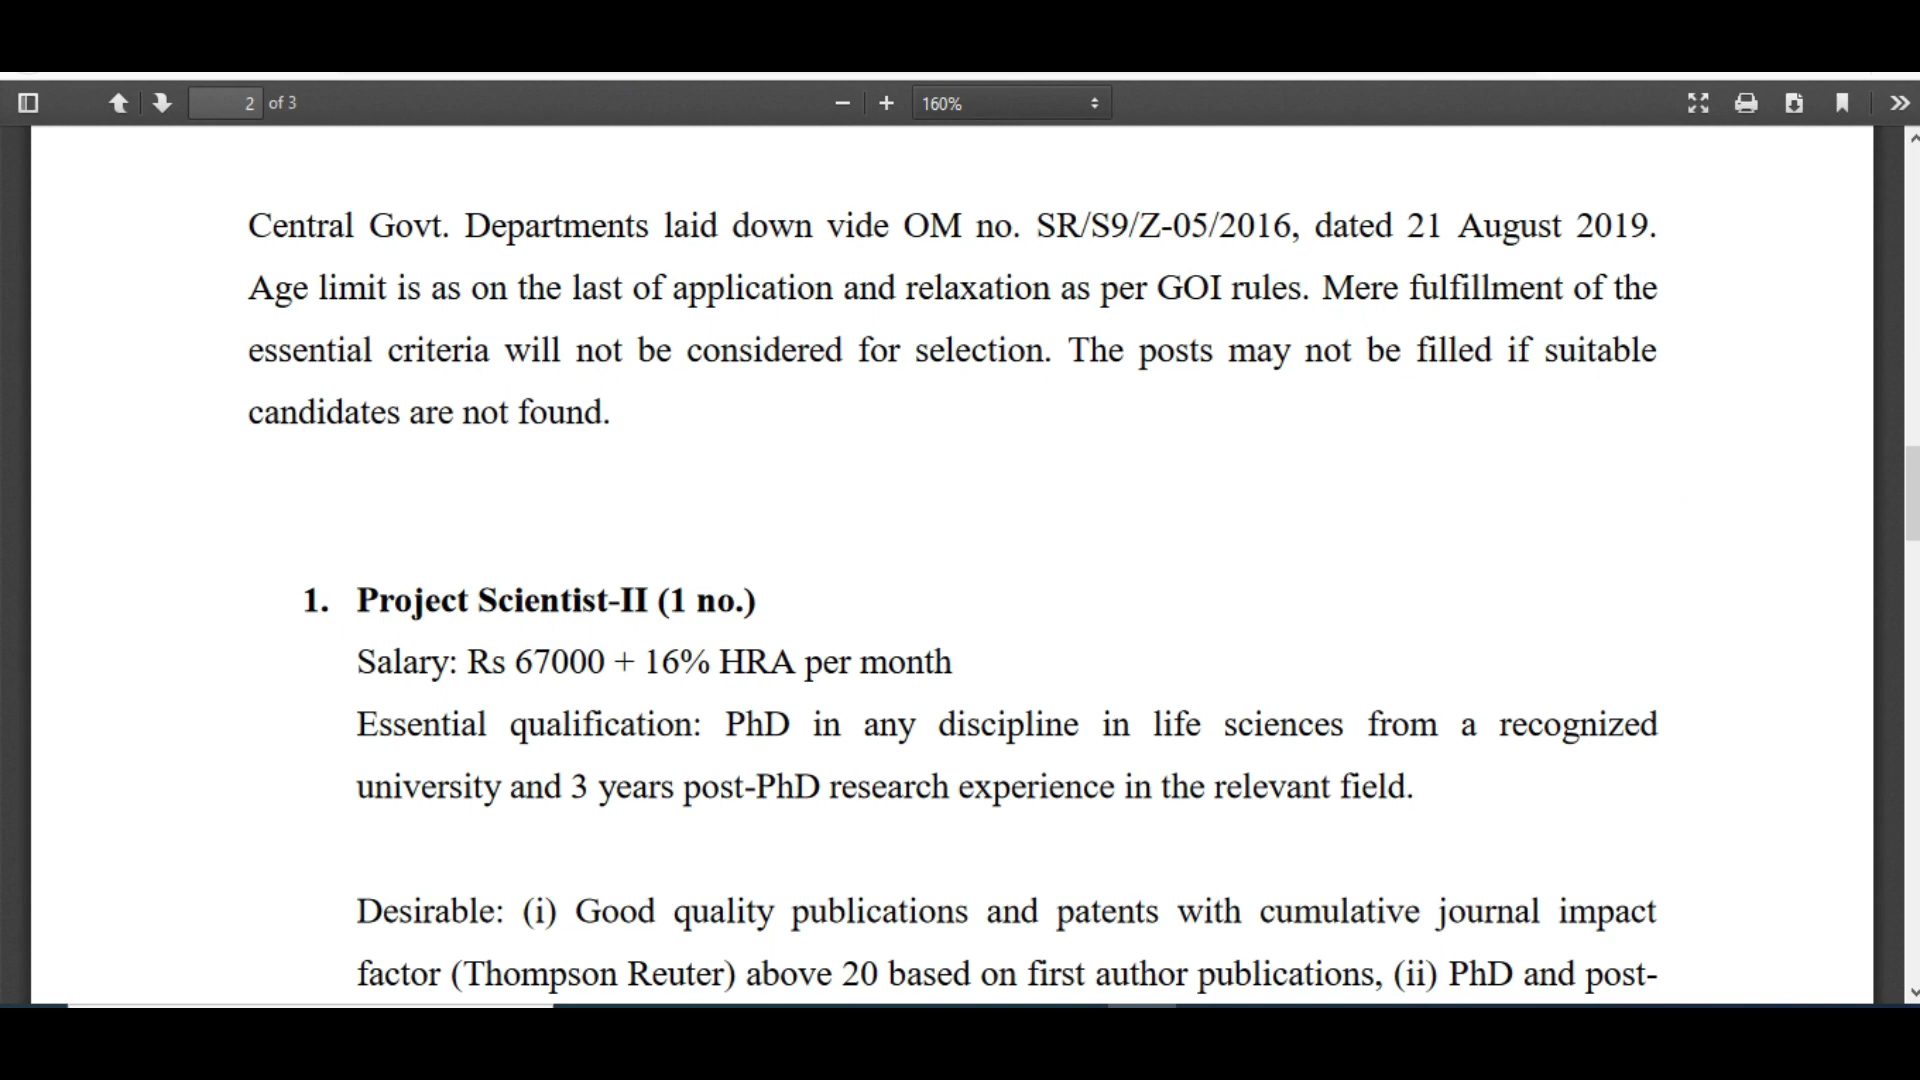 2 of 3
160%
Central Govt. Departments laid down vide OM no. SR/S9/Z-05/2016, dated 21 August 2019.
Age limit is as on the last of application and relaxation as per GOI rules. Mere fulfillment of the
essential criteria will not be considered for selection. The posts may not be filled if suitable
candidates are not found.
1. Project Scientist-II (1 no.)
Salary: Rs 67000 + 16% HRA per month
Essential qualification: PhD in any discipline in life sciences from a recognized
university and 3 years post-PhD research experience in the relevant field.
Desirable: (i) Good quality publications and patents with cumulative journal impact
factor (Thompson Reuter) above 20 based on first author publications, (ii) PhD and post-